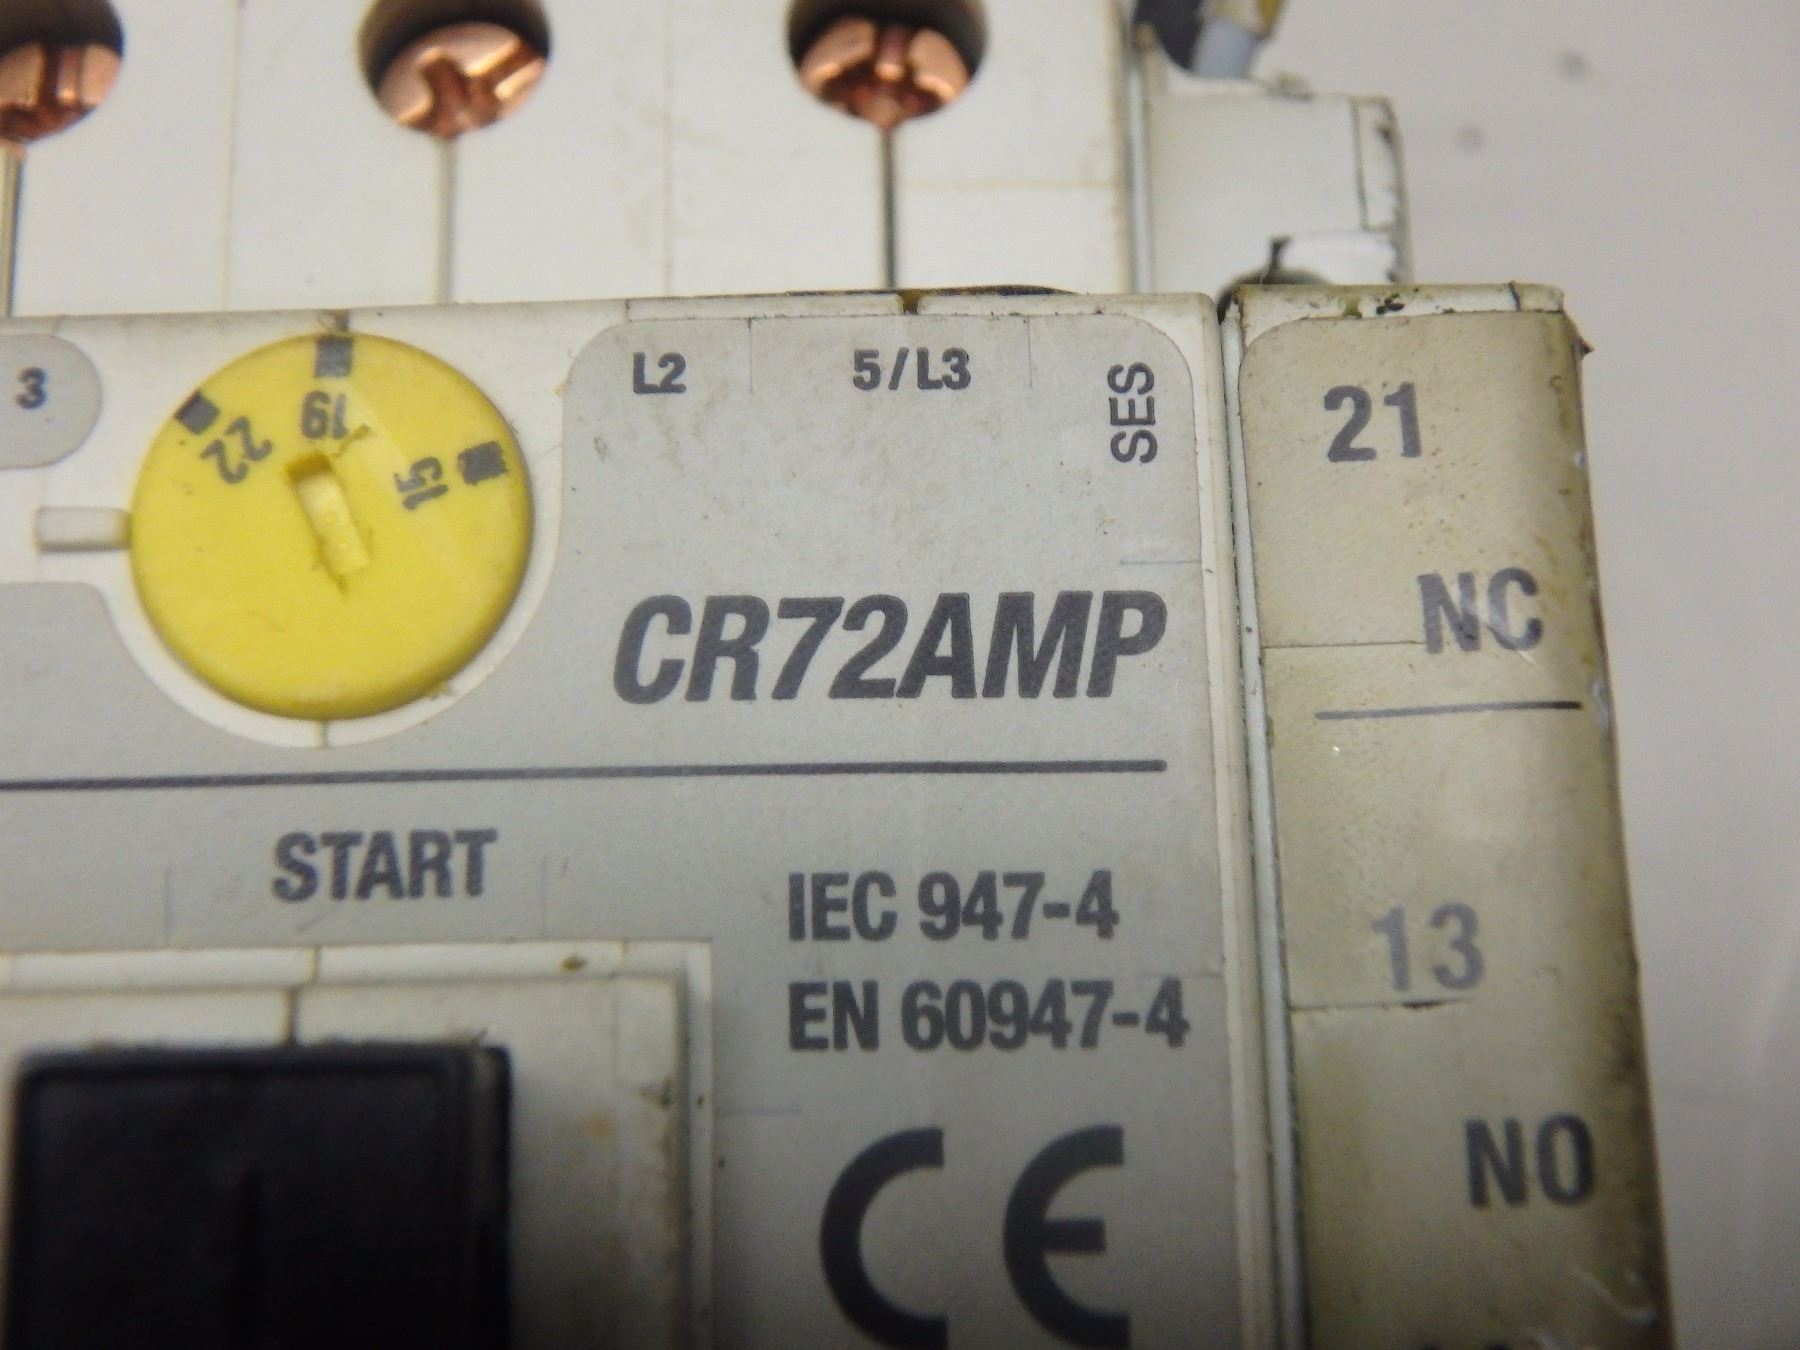 3
22
19
15
L2
5/L3
SES
CR72AMP
START
IEC 947-4
EN 60947-4
CE
21
NC
13
NO